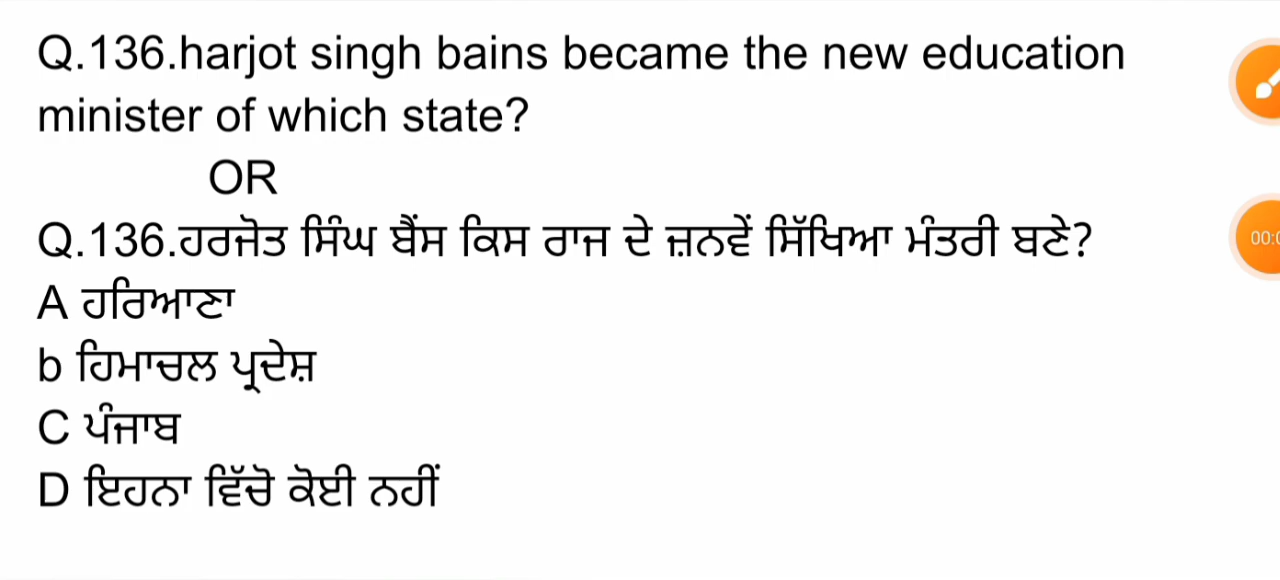 Q.136.harjot singh bains became the new education
minister of which state?
OR
Q.136.ਹਰਜੋਤ ਸਿੰਘ ਬੈਂਸ ਕਿਸ ਰਾਜ ਦੇ ਜ਼ਨਵੇਂ ਸਿੱਖਿਆ ਮੰਤਰੀ ਬਣੇ?
A ਹਰਿਆਣਾ
b ਹਿਮਾਚਲ ਪ੍ਰਦੇਸ਼
C ਪੰਜਾਬ
D ਇਹਨਾ ਵਿੱਚੋ ਕੋਈ ਨਹੀਂ